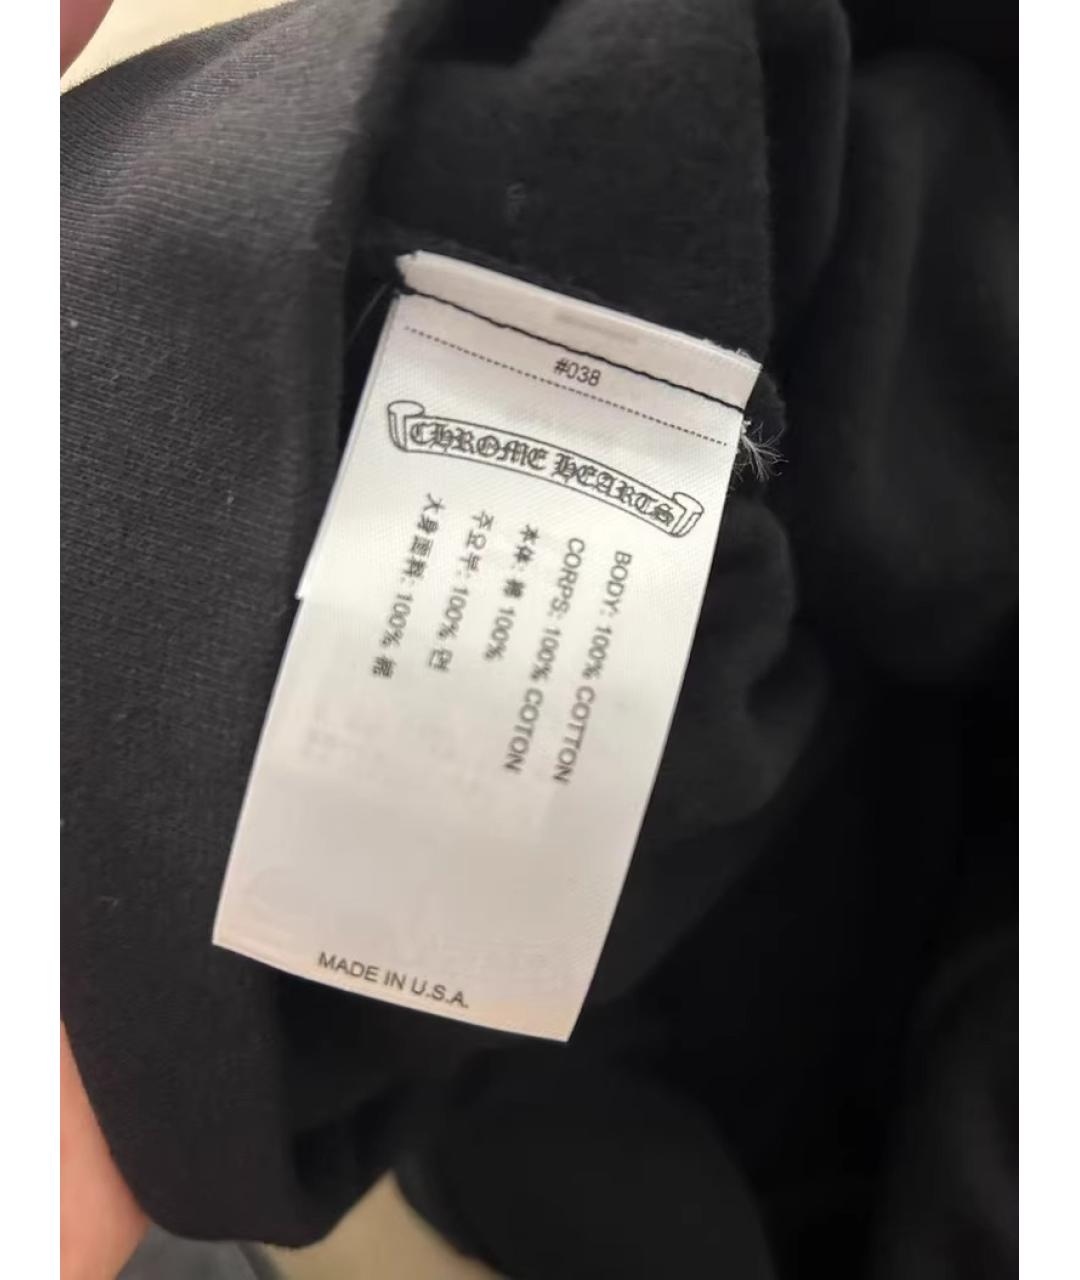 #038
CHROME HEARTS
BODY: 100% COTTON
CORPS: 100% COTON
本体: 綿 100%
주요부: 100% 면
大身面料: 100% 棉
MADE IN U.S.A.